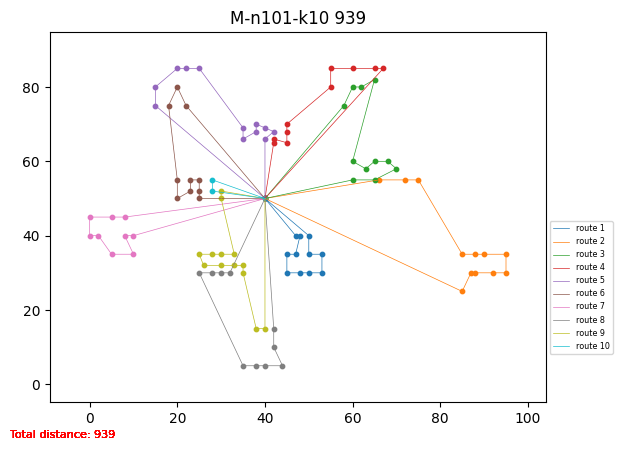 M-n101-k10 939
80
60
40
20
0
0 20 40 60 80 100
route 1
route 2
route 3
route 4
route 5
route 6
route 7
route 8
route 9
route 10
Total distance: 939